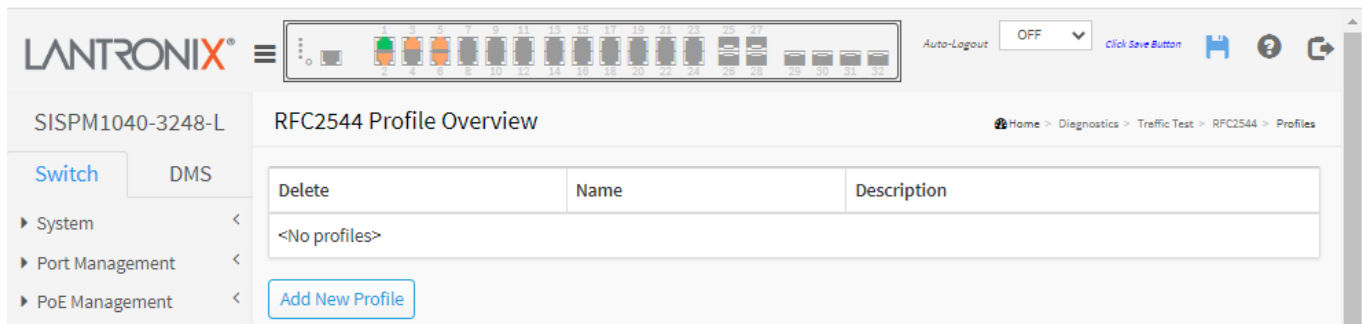 1 3 5 7 9 11 13 15 17 19 21 23 25 27
LANTRONIX®
Auto-Logout OFF Click Save Button
2 4 6 8 10 12 14 16 18 20 22 24 26 28 29 30 31 32
SISPM1040-3248-L
RFC2544 Profile Overview
Home > Diagnostics > Traffic Test > RFC2544 > Profiles
Switch DMS
Delete Name Description
System
<No profiles>
Port Management
PoE Management
Add New Profile